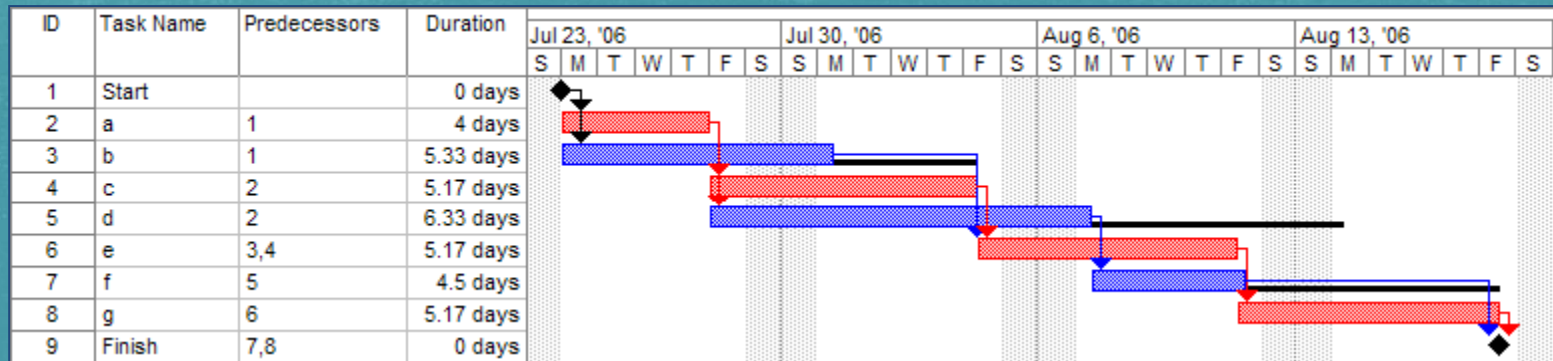 ID Task Name Predecessors Duration
Jul 23, '06 Jul 30, '06 Aug 6, '06 Aug 13, '06
S M T W T F S S M T W T F S S M T W T F S S M T W T F S
1 Start 0 days
2 a 1 4 days
3 b 1 5.33 days
4 c 2 5.17 days
5 d 2 6.33 days
6 e 3,4 5.17 days
7 f 5 4.5 days
8 g 6 5.17 days
9 Finish 7,8 0 days